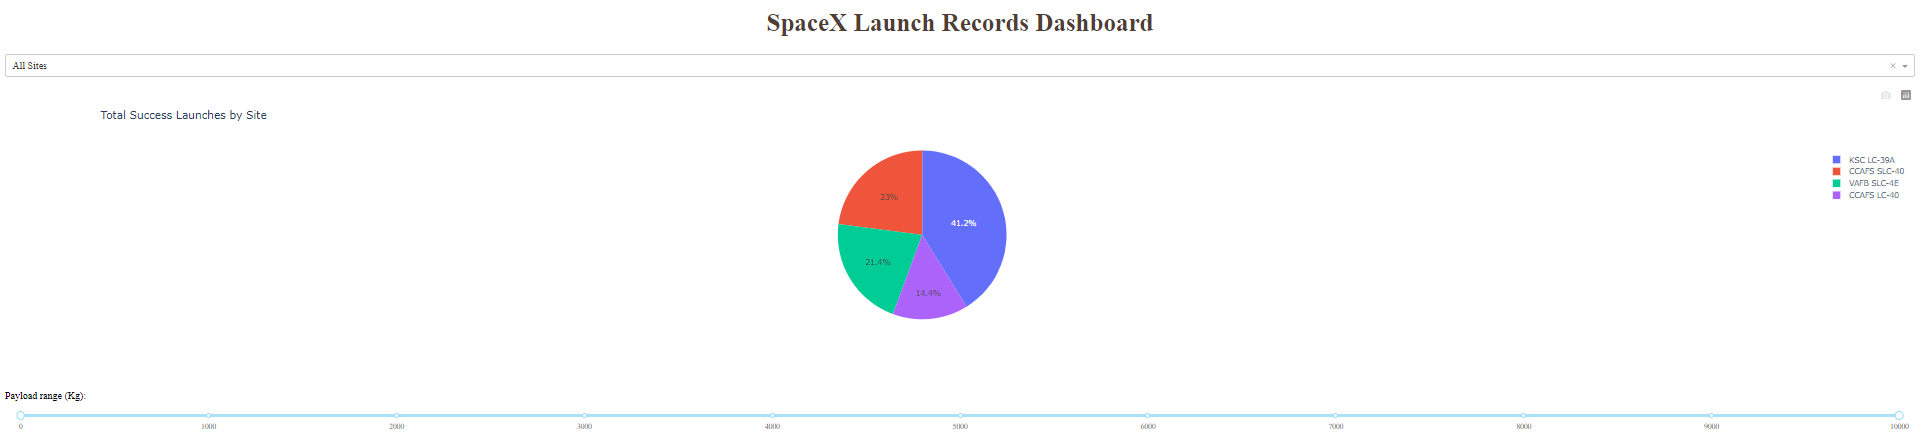 SpaceX Launch Records Dashboard
All Sites
Total Success Launches by Site
KSC LC-39A
CCAFS SLC-40
VAFB SLC-4E
CCAFS LC-40
23%
41.2%
21.4%
14.4%
Payload range (Kg):
0 1000 2000 3000 4000 5000 6000 7000 8000 9000 10000